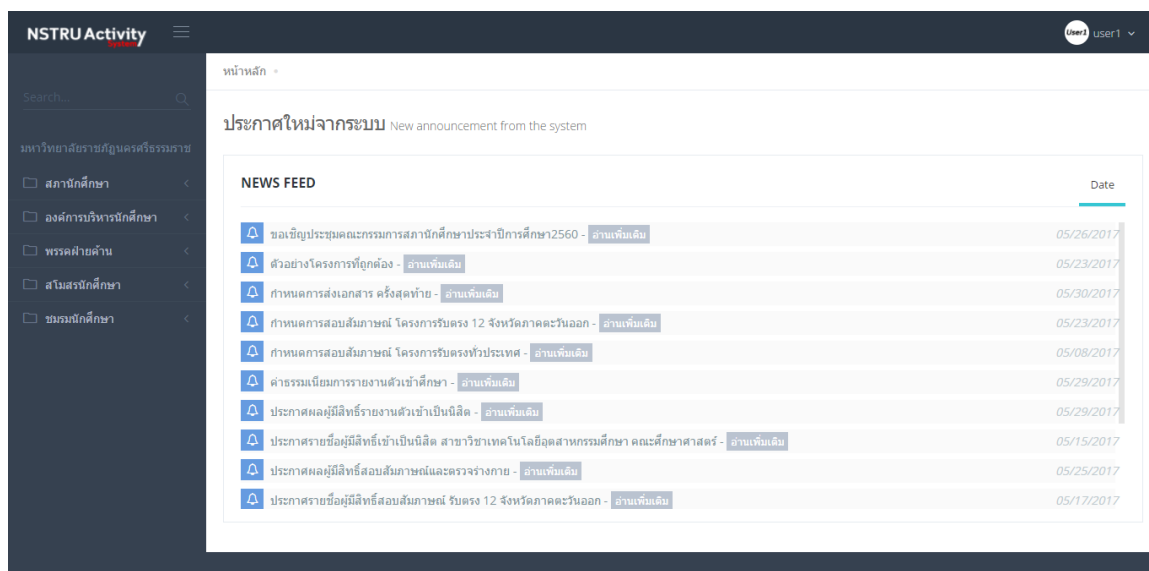 NSTRU Activity
System
user1
User1
หน้าหลัก
Search...
ประกาศใหม่จากระบบ New announcement from the system
มหาวิทยาลัยราชภัฏนครศรีธรรมราช
สภานักศึกษา
องค์การบริหารนักศึกษา
พรรคฝ่ายค้าน
สโมสรนักศึกษา
ชมรมนักศึกษา
NEWS FEED
Date
ขอเชิญประชุมคณะกรรมการสภานักศึกษาประจำปีการศึกษา2560 - อ่านเพิ่มเติม 05/26/2017
ตัวอย่างโครงการที่ถูกต้อง - อ่านเพิ่มเติม 05/23/2017
กำหนดการส่งเอกสาร ครั้งสุดท้าย - อ่านเพิ่มเติม 05/30/2017
กำหนดการสอบสัมภาษณ์ โครงการรับตรง 12 จังหวัดภาคตะวันออก - อ่านเพิ่มเติม 05/23/2017
กำหนดการสอบสัมภาษณ์ โครงการรับตรงทั่วประเทศ - อ่านเพิ่มเติม 05/08/2017
ค่าธรรมเนียมการรายงานตัวเข้าศึกษา - อ่านเพิ่มเติม 05/29/2017
ประกาศผลผู้มีสิทธิ์รายงานตัวเข้าเป็นนิสิต - อ่านเพิ่มเติม 05/29/2017
ประกาศรายชื่อผู้มีสิทธิ์เข้าเป็นนิสิต สาขาวิชาเทคโนโลยีอุตสาหกรรมศึกษา คณะศึกษาศาสตร์ - อ่านเพิ่มเติม 05/15/2017
ประกาศผลผู้มีสิทธิ์สอบสัมภาษณ์และตรวจร่างกาย - อ่านเพิ่มเติม 05/25/2017
ประกาศรายชื่อผู้มีสิทธิ์สอบสัมภาษณ์ รับตรง 12 จังหวัดภาคตะวันออก - อ่านเพิ่มเติม 05/17/2017